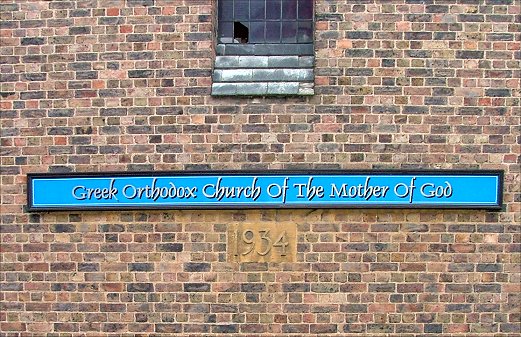 Greek Orthodox Church Of The Mother Of God
1934